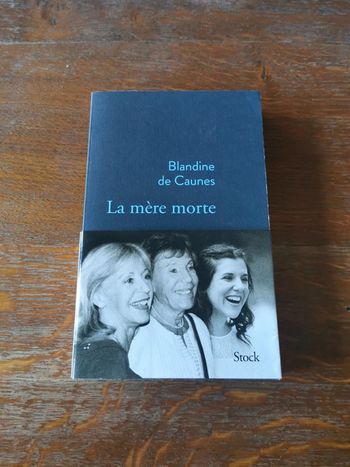 Blandine
de Caunes
La mère morte
Stock